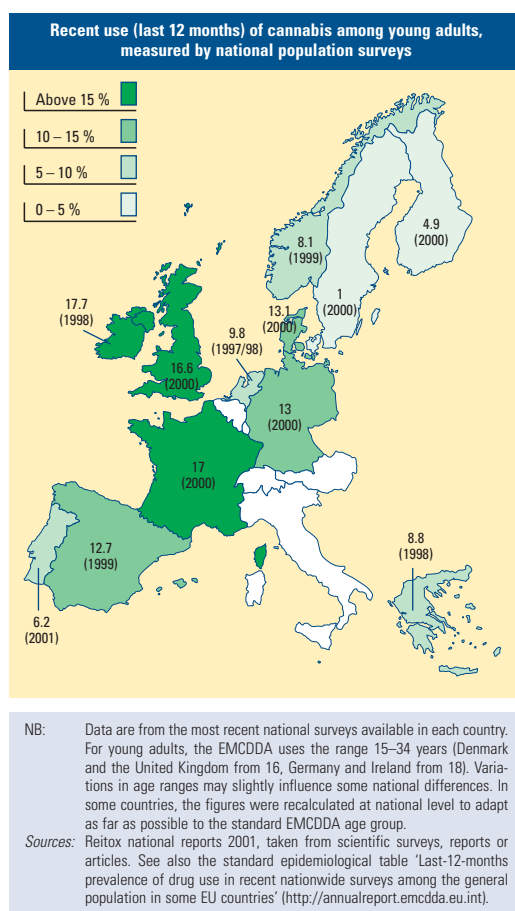 Recent use (last 12 months) of cannabis among young adults,
measured by national population surveys
Above 15 %
10 – 15 %
5 – 10 %
0 – 5 %
4.9
(2000)
8.1
(1999)
1
(2000)
17.7
(1998)
13.1
(2000)
9.8
(1997/98)
16.6
(2000)
13
(2000)
17
(2000)
12.7
(1999)
8.8
(1998)
6.2
(2001)
NB: Data are from the most recent national surveys available in each country.
For young adults, the EMCDDA uses the range 15–34 years (Denmark
and the United Kingdom from 16, Germany and Ireland from 18). Varia-
tions in age ranges may slightly influence some national differences. In
some countries, the figures were recalculated at national level to adapt
as far as possible to the standard EMCDDA age group.
Sources: Reitox national reports 2001, taken from scientific surveys, reports or
articles. See also the standard epidemiological table 'Last-12-months
prevalence of drug use in recent nationwide surveys among the general
population in some EU countries' (http://annualreport.emcdda.eu.int).